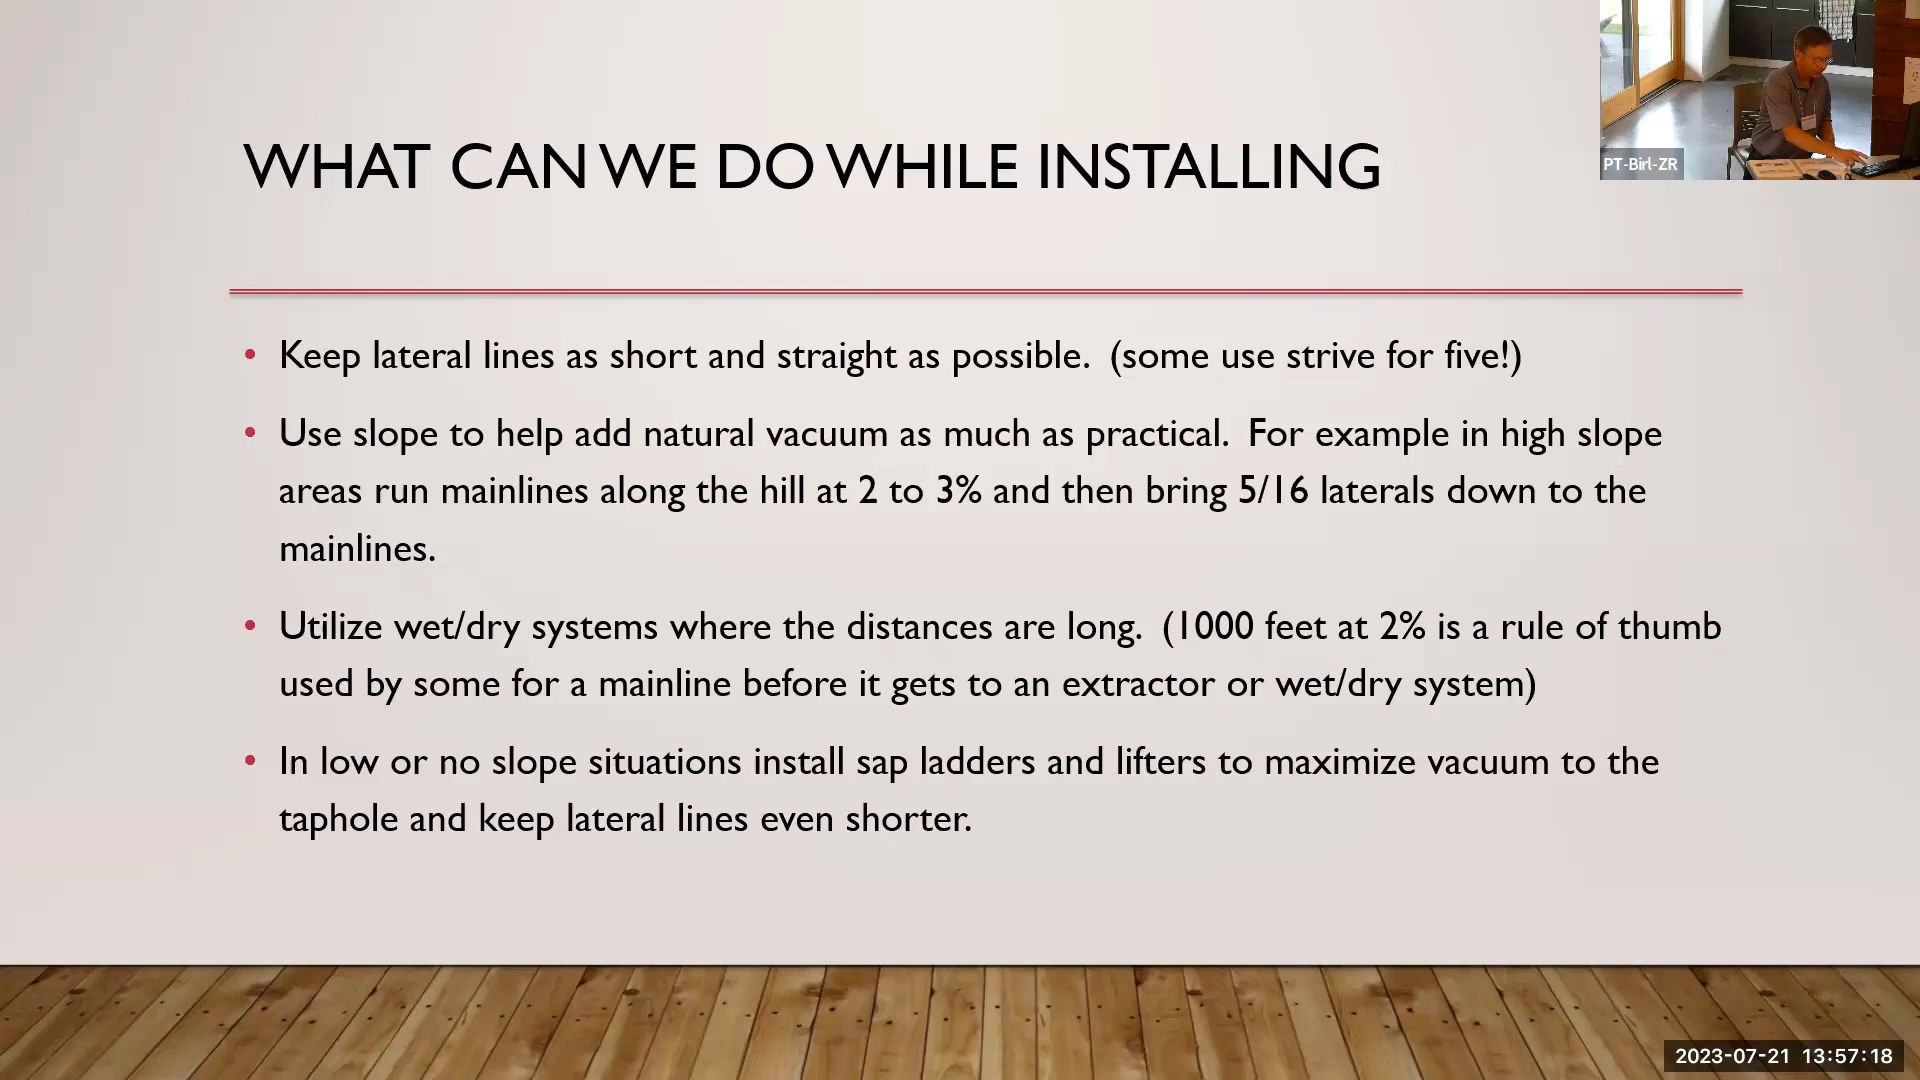 WHAT CAN WE DO WHILE INSTALLING
PT-Birl-ZR
• Keep lateral lines as short and straight as possible.  (some use strive for five!)
• Use slope to help add natural vacuum as much as practical.  For example in high slope
areas run mainlines along the hill at 2 to 3% and then bring 5/16 laterals down to the
mainlines.
• Utilize wet/dry systems where the distances are long.  (1000 feet at 2% is a rule of thumb
used by some for a mainline before it gets to an extractor or wet/dry system)
• In low or no slope situations install sap ladders and lifters to maximize vacuum to the
taphole and keep lateral lines even shorter.
2023-07-21 13:57:18